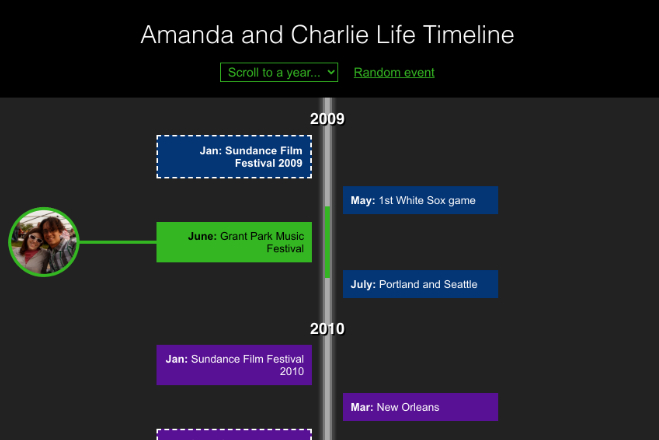 Amanda and Charlie Life Timeline
Scroll to a year...
Random event
2009
Jan: Sundance Film
Festival 2009
May: 1st White Sox game
June: Grant Park Music
Festival
July: Portland and Seattle
2010
Jan: Sundance Film Festival
2010
Mar: New Orleans